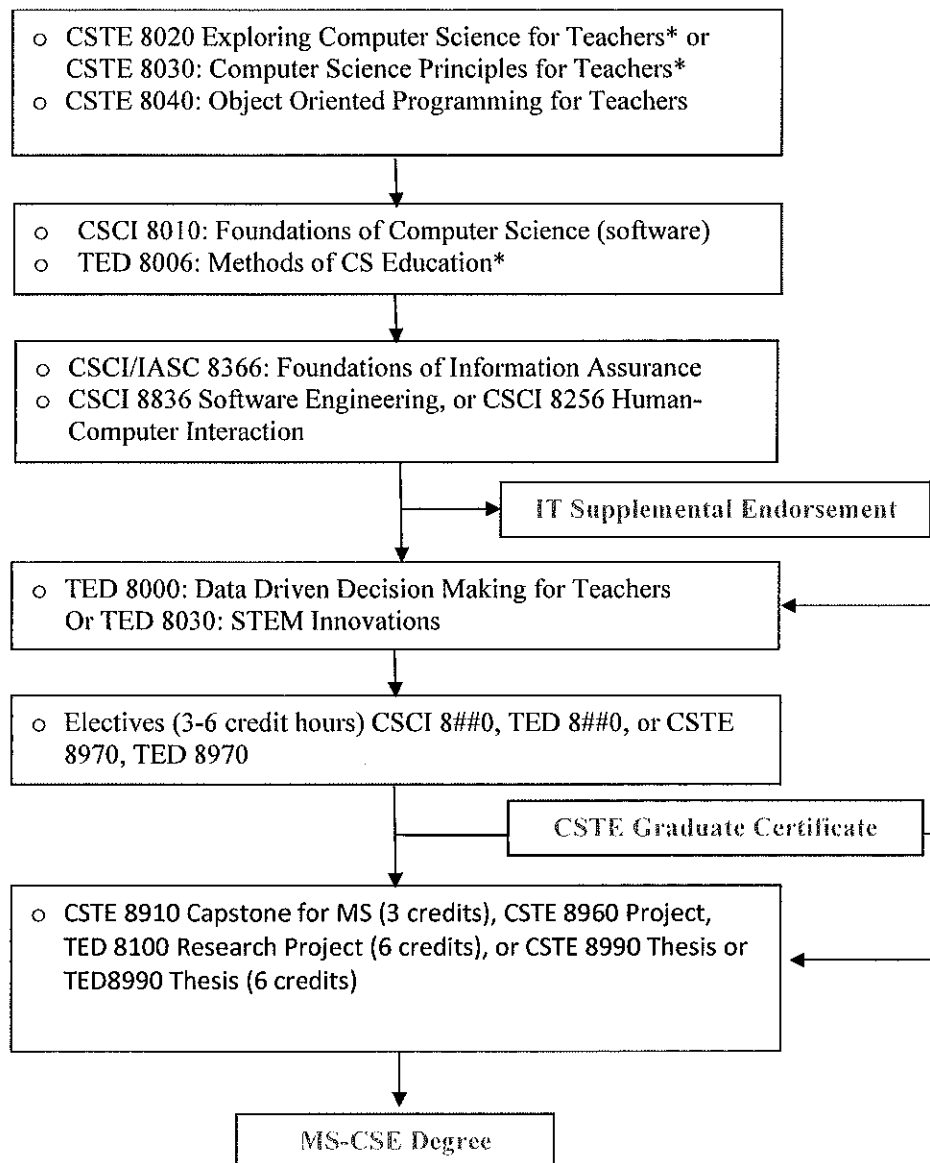 o CSTE 8020 Exploring Computer Science for Teachers* or
CSTE 8030: Computer Science Principles for Teachers*
o CSTE 8040: Object Oriented Programming for Teachers
o CSCI 8010: Foundations of Computer Science (software)
o TED 8006: Methods of CS Education*
o CSCI/IASC 8366: Foundations of Information Assurance
o CSCI 8836 Software Engineering, or CSCI 8256 Human-
Computer Interaction
IT Supplemental Endorsement
o TED 8000: Data Driven Decision Making for Teachers
Or TED 8030: STEM Innovations
o Electives (3-6 credit hours) CSCI 8##0, TED 8##0, or CSTE
8970, TED 8970
CSTE Graduate Certificate
o CSTE 8910 Capstone for MS (3 credits), CSTE 8960 Project,
TED 8100 Research Project (6 credits), or CSTE 8990 Thesis or
TED8990 Thesis (6 credits)
MS-CSE Degree